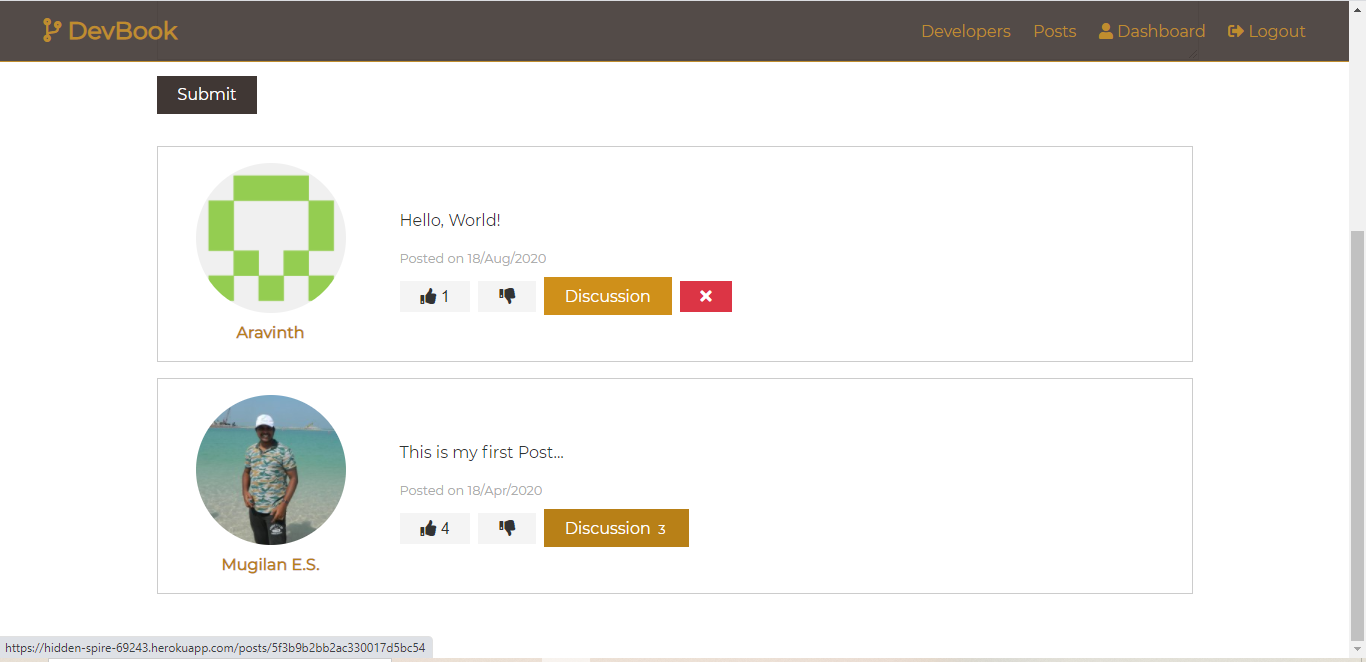 DevBook
Developers Posts Dashboard Logout
Submit
Hello, World!
Posted on 18/Aug/2020
1 Discussion
Aravinth
This is my first Post...
Posted on 18/Apr/2020
4 Discussion 3
Mugilan E.S.
https://hidden-spire-69243.herokuapp.com/posts/5f3b9b2bb2ac330017d5bc54